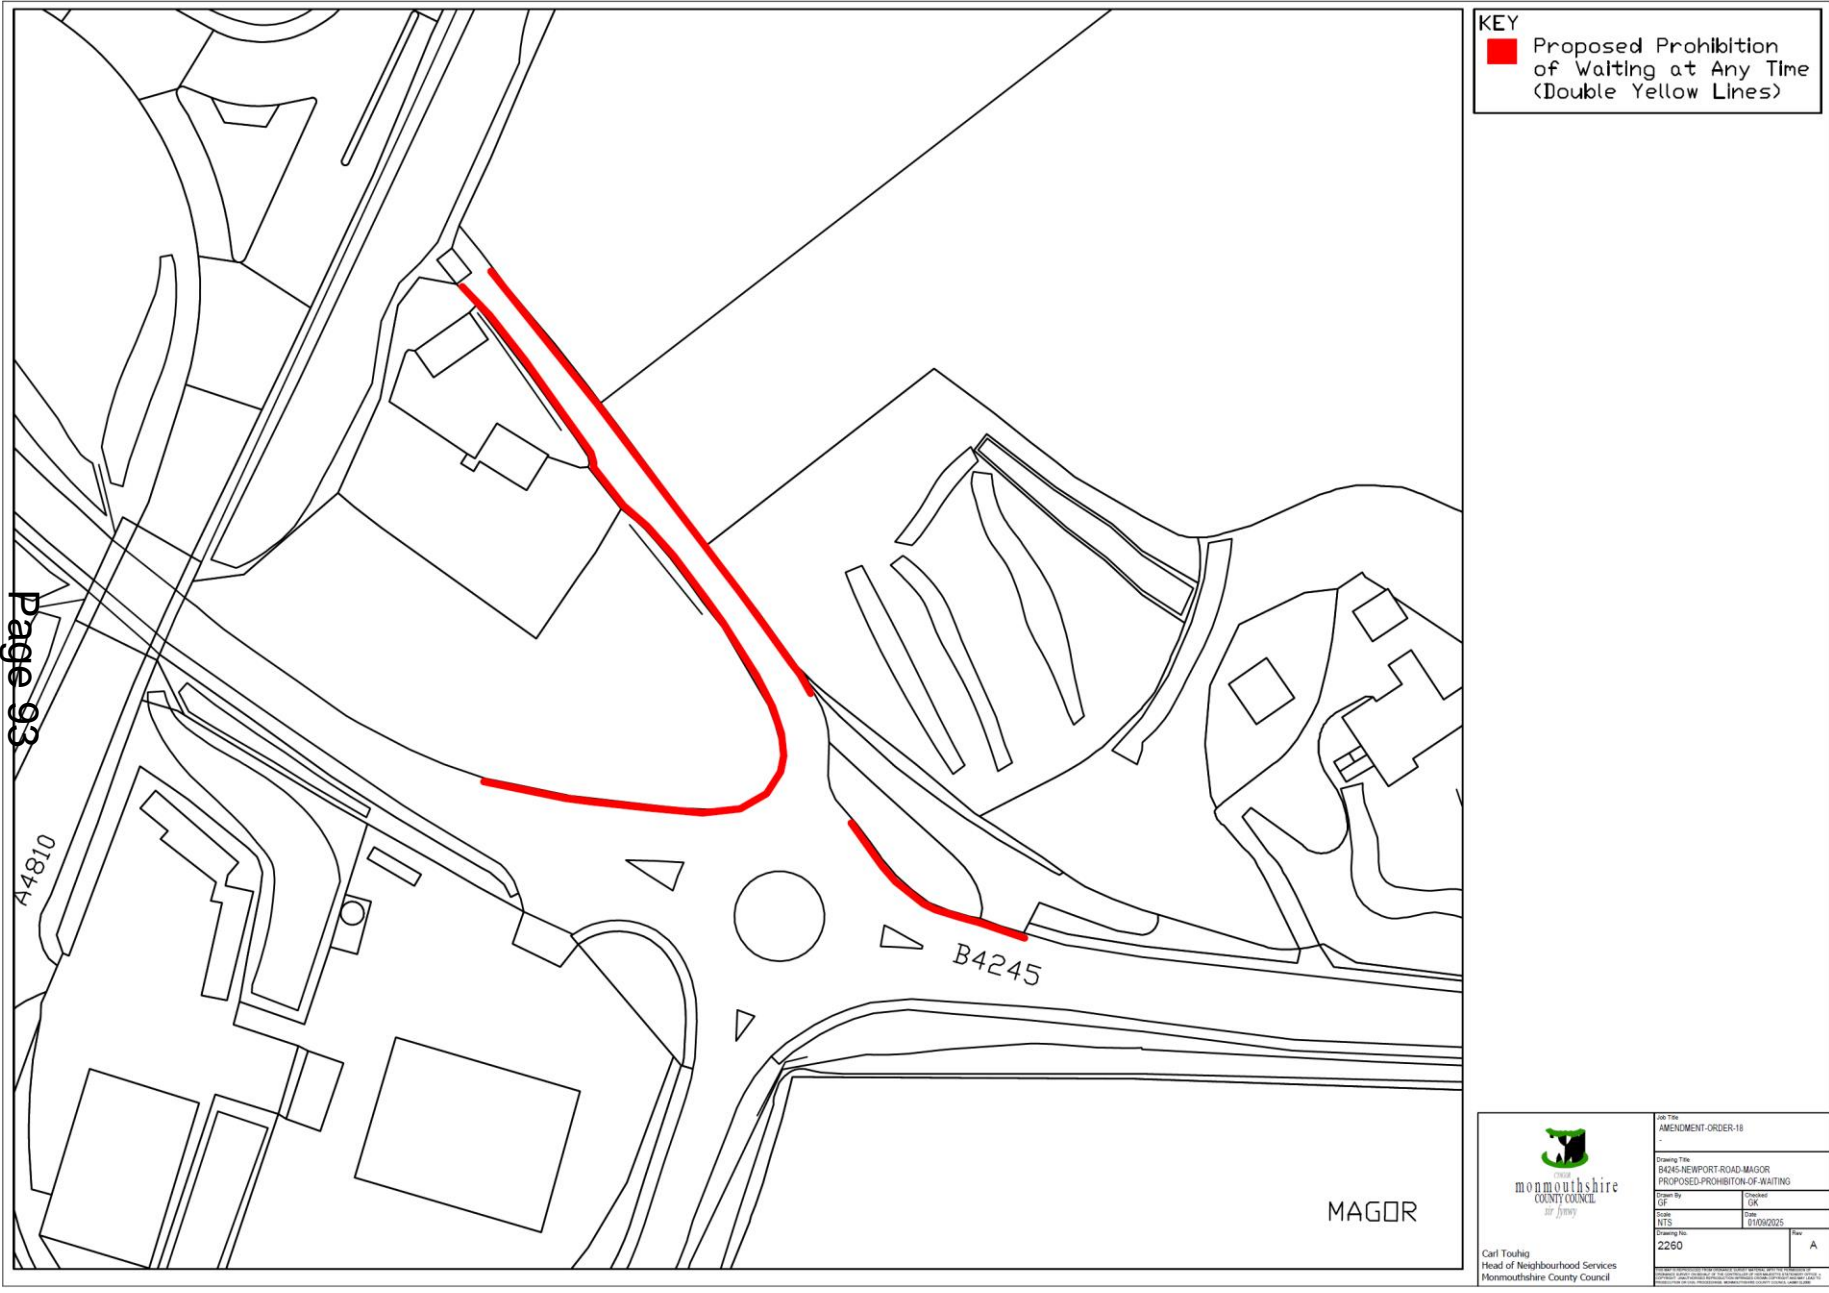 KEY
Proposed Prohibition
of Waiting at Any Time
(Double Yellow Lines)
Page 93
A4810
B4245
MAGOR
monmouthshire
COUNTY COUNCIL
sir fynwy
Carl Touhig
Head of Neighbourhood Services
Monmouthshire County Council
Job Title
AMENDMENT-ORDER-18
-
Drawing Title
B4245-NEWPORT-ROAD-MAGOR
PROPOSED-PROHIBITON-OF-WAITING
Drawn By
GF
Checked
GK
Scale
NTS
Date
01/09/2025
Drawing No.
2260
Rev
A